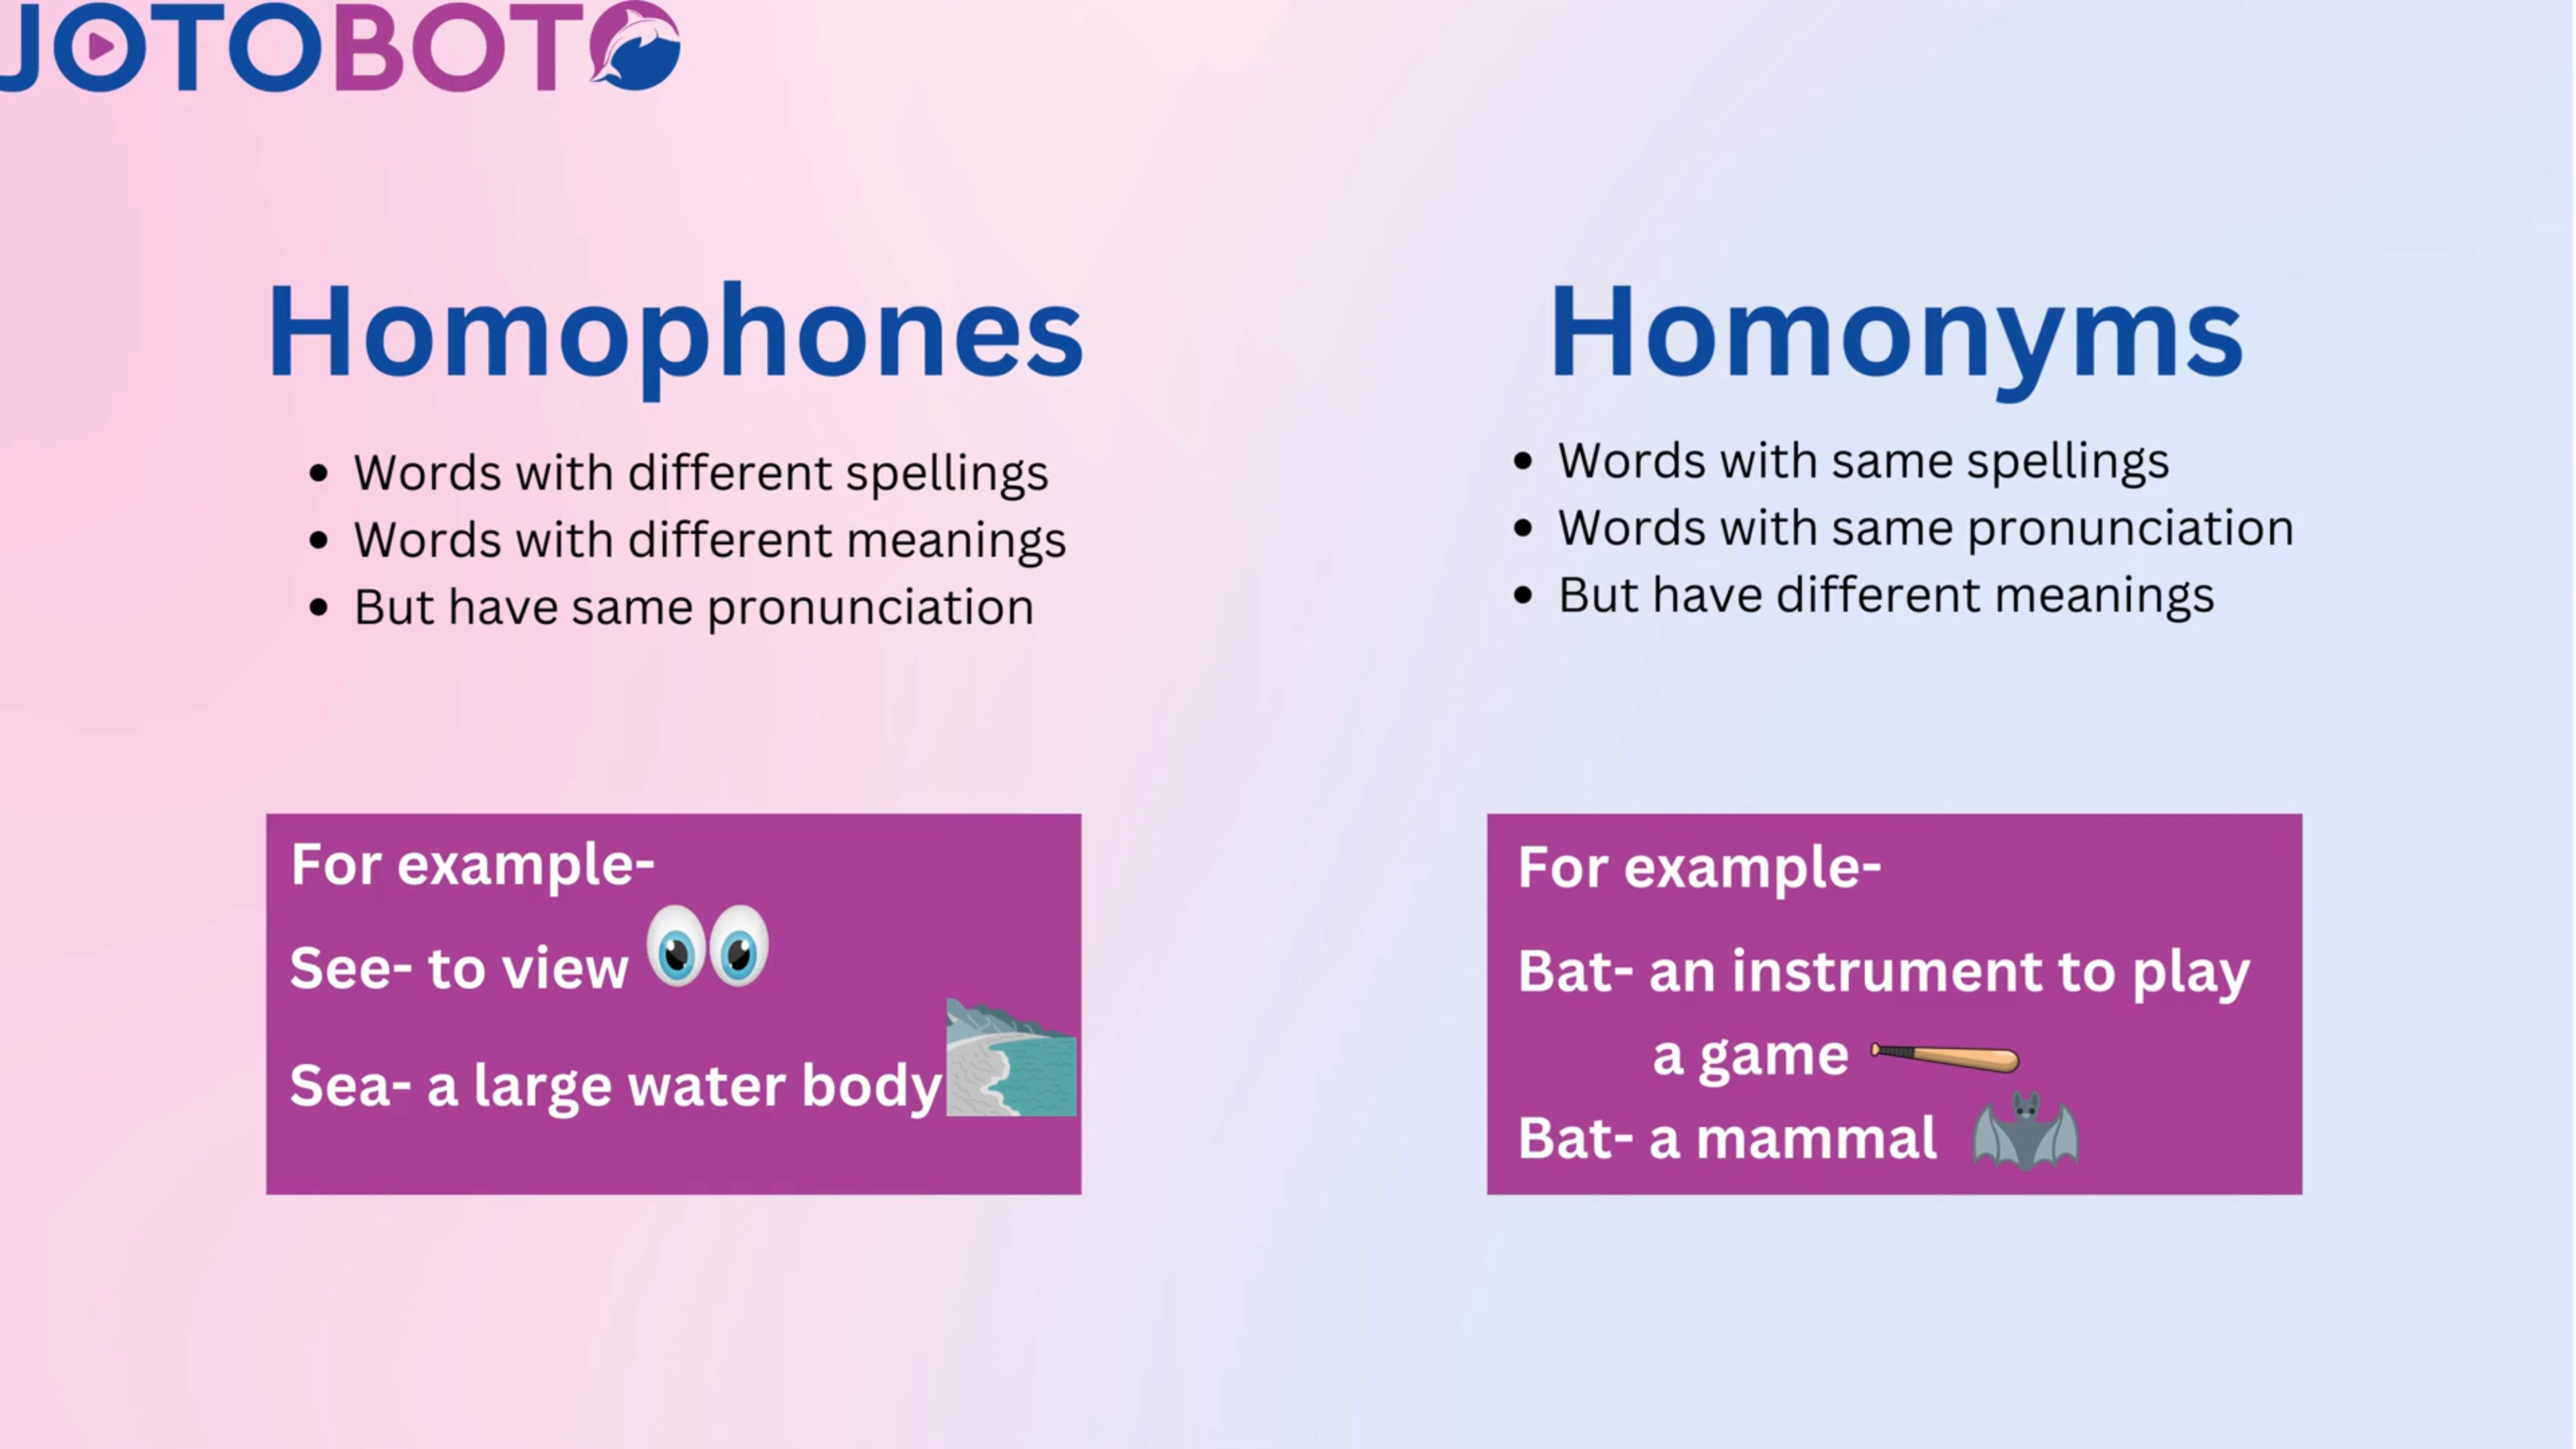 JOTOBOTO
Homophones
• Words with different spellings
• Words with different meanings
• But have same pronunciation
For example-
See- to view
Sea- a large water body
Homonyms
• Words with same spellings
• Words with same pronunciation
• But have different meanings
For example-
Bat- an instrument to play
a game
Bat- a mammal